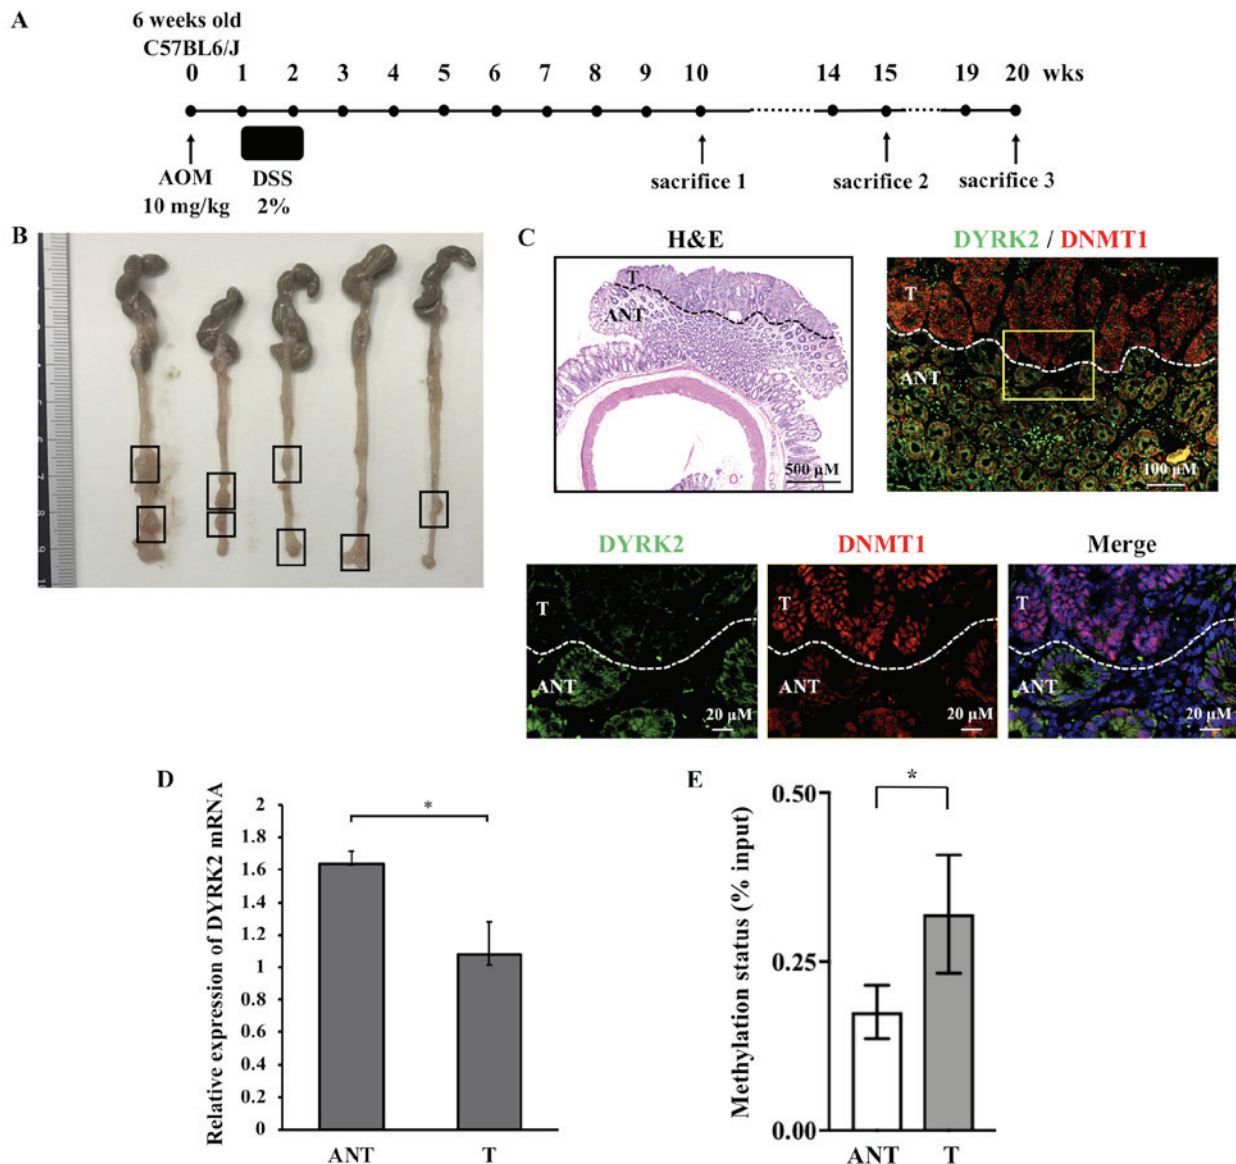 A
6 weeks old
C57BL6/J
0 1 2 3 4 5 6 7 8 9 10 14 15 19 20 wks
AOM
10 mg/kg
DSS
2%
sacrifice 1
sacrifice 2
sacrifice 3
B
7
8
9
C
H&E
T
ANT
500 µM
DYRK2 / DNMT1
T
ANT
100 µM
DYRK2
T
ANT
20 µM
DNMT1
T
ANT
20 µM
Merge
T
ANT
20 µM
D
Relative expression of DYRK2 mRNA
2
1.8
1.6
1.4
1.2
1
0.8
0.6
0.4
0.2
0
*
ANT T
E
Methylation status (% input)
0.50
0.25
0.00
*
ANT T